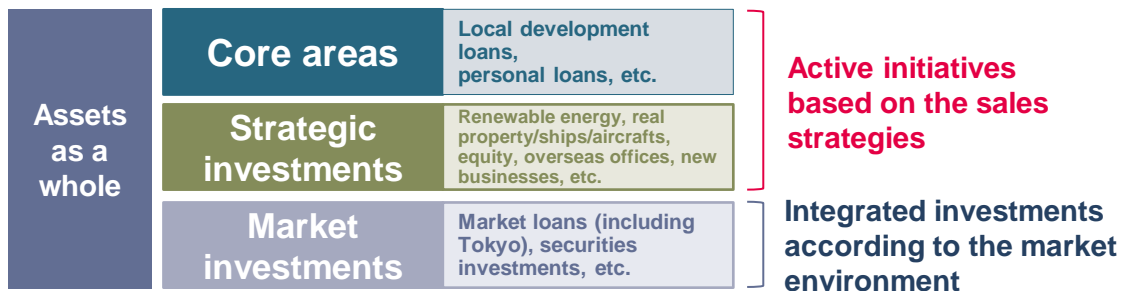 Assets
as a
whole
Core areas
Local development
loans,
personal loans, etc.
Strategic
investments
Renewable energy, real
property/ships/aircrafts,
equity, overseas offices, new
businesses, etc.
Market
investments
Market loans (including
Tokyo), securities
investments, etc.
Active initiatives
based on the sales
strategies
Integrated investments
according to the market
environment